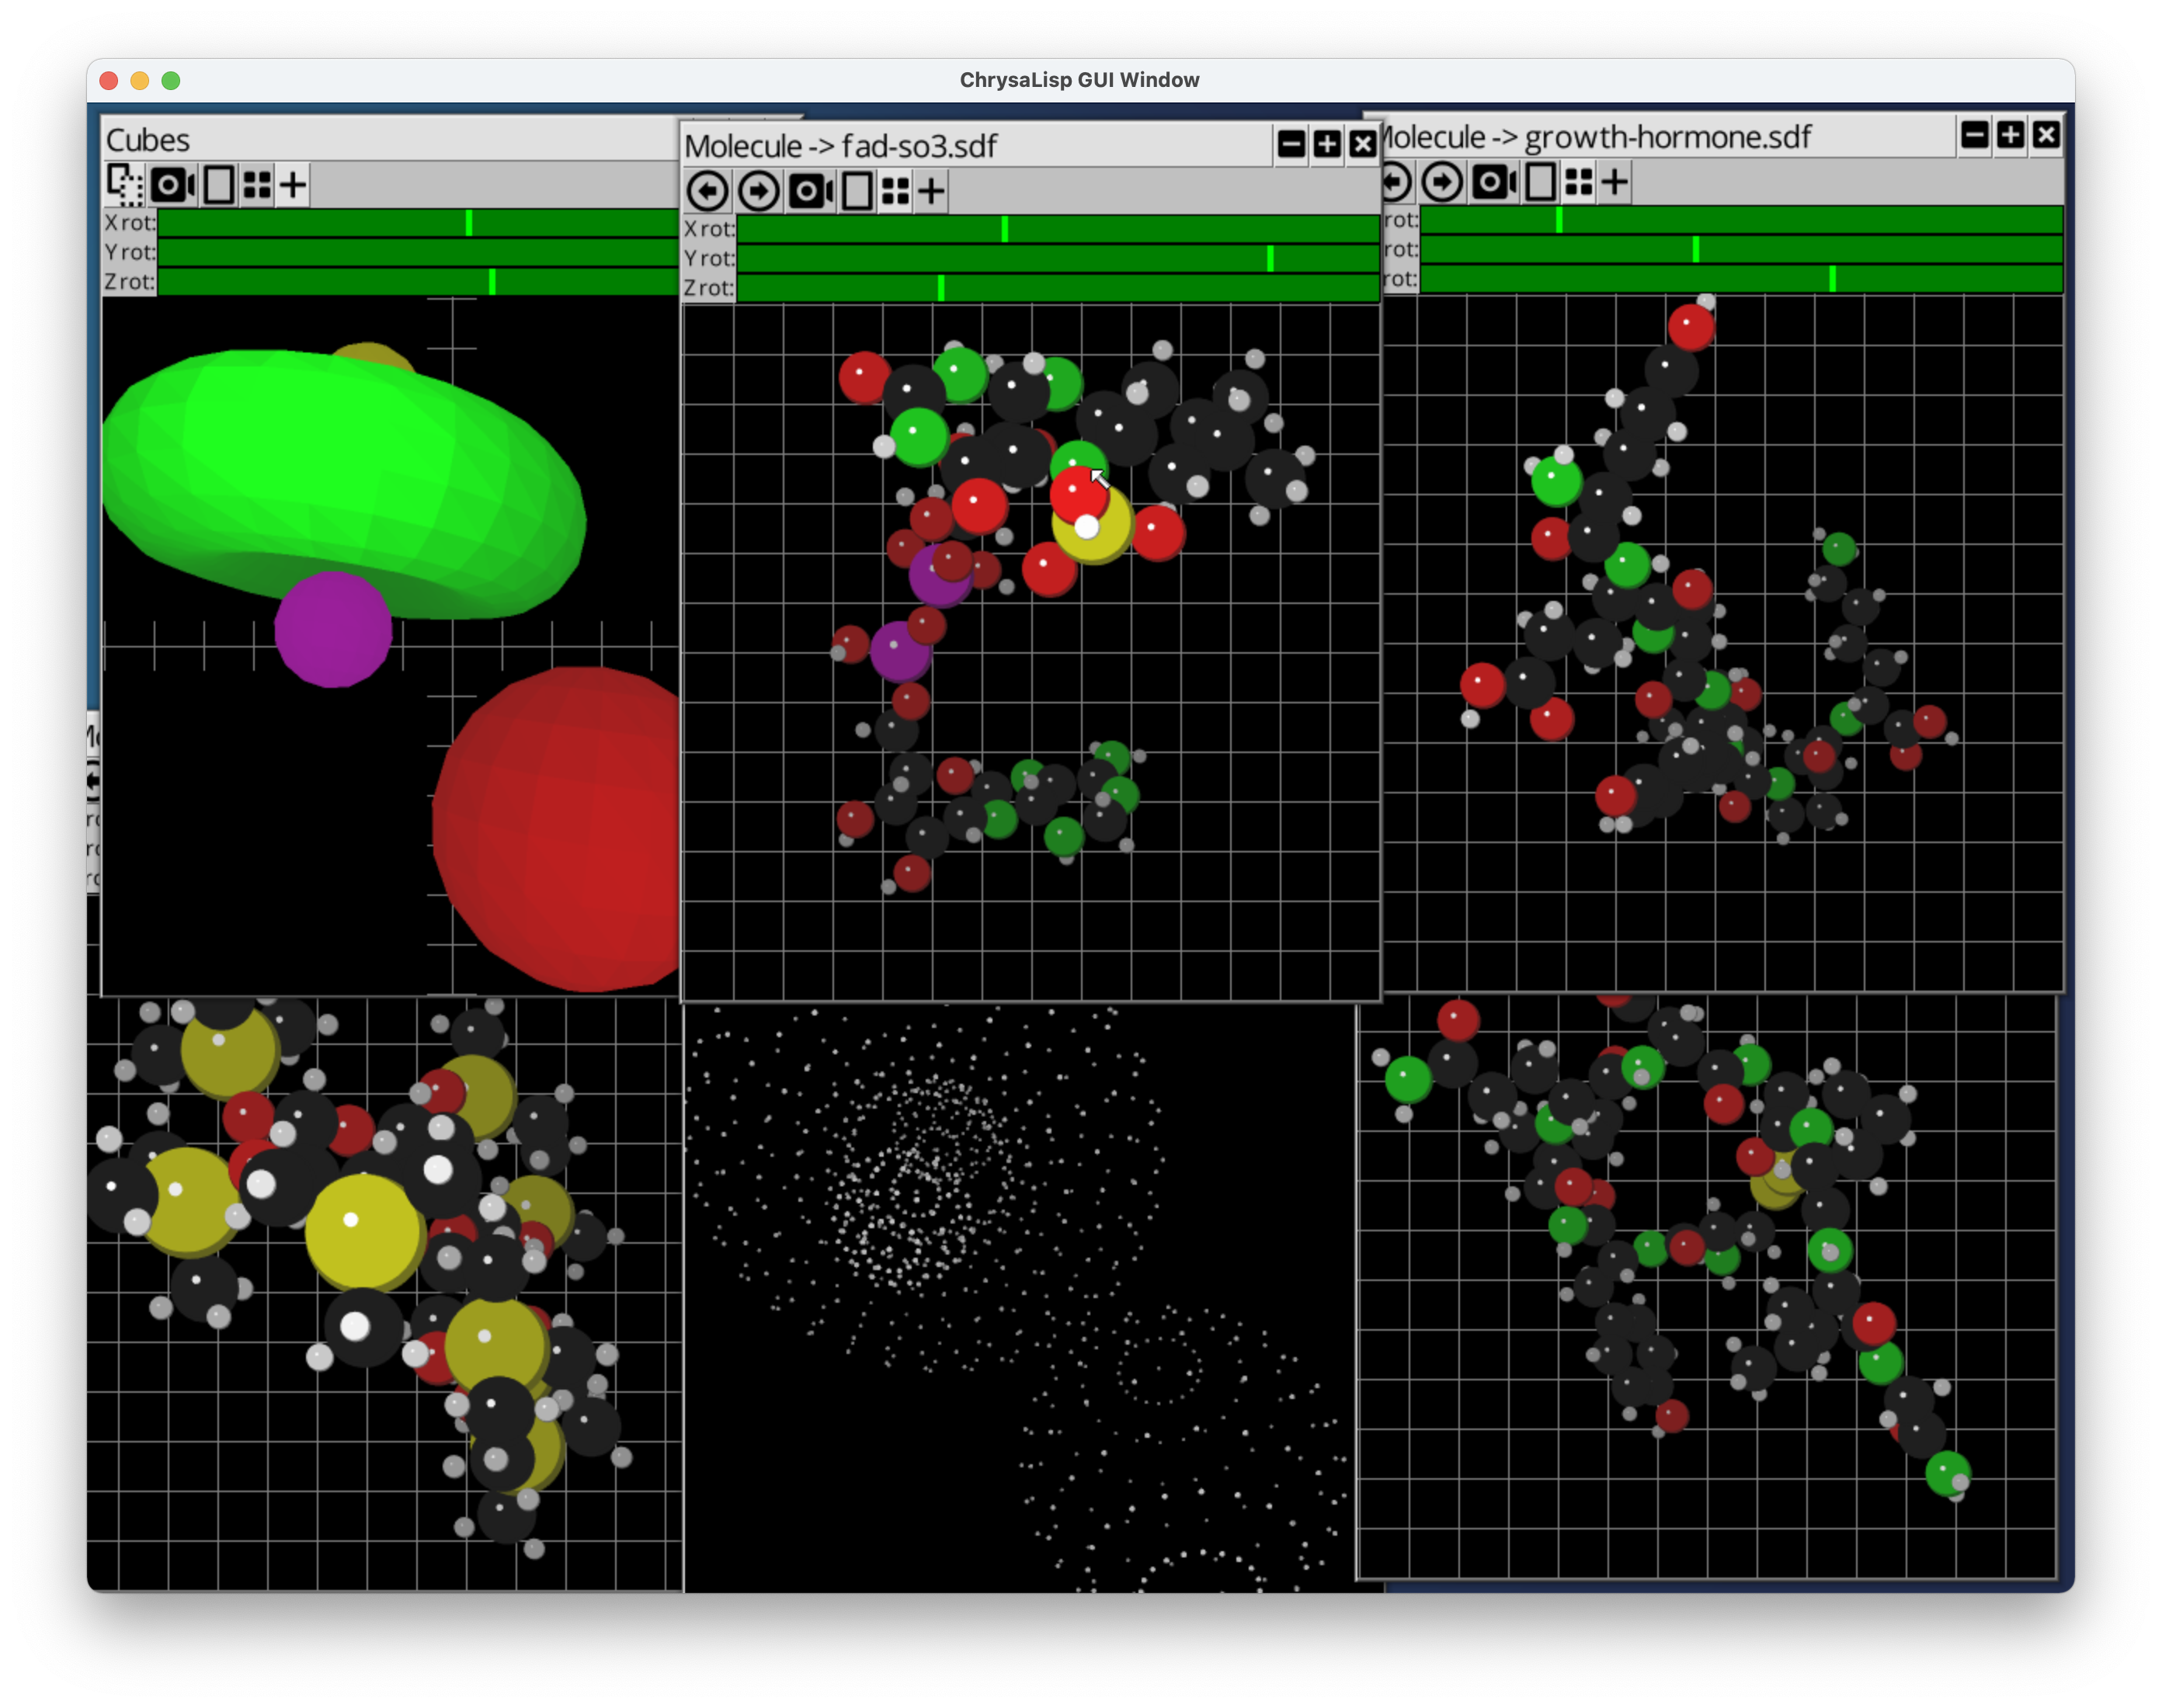 ChrysaLisp GUI Window
Cubes
X rot:
Y rot:
Z rot:
Molecule -> fad-so3.sdf
X rot:
Y rot:
Z rot:
Molecule -> growth-hormone.sdf
rot:
rot:
rot: